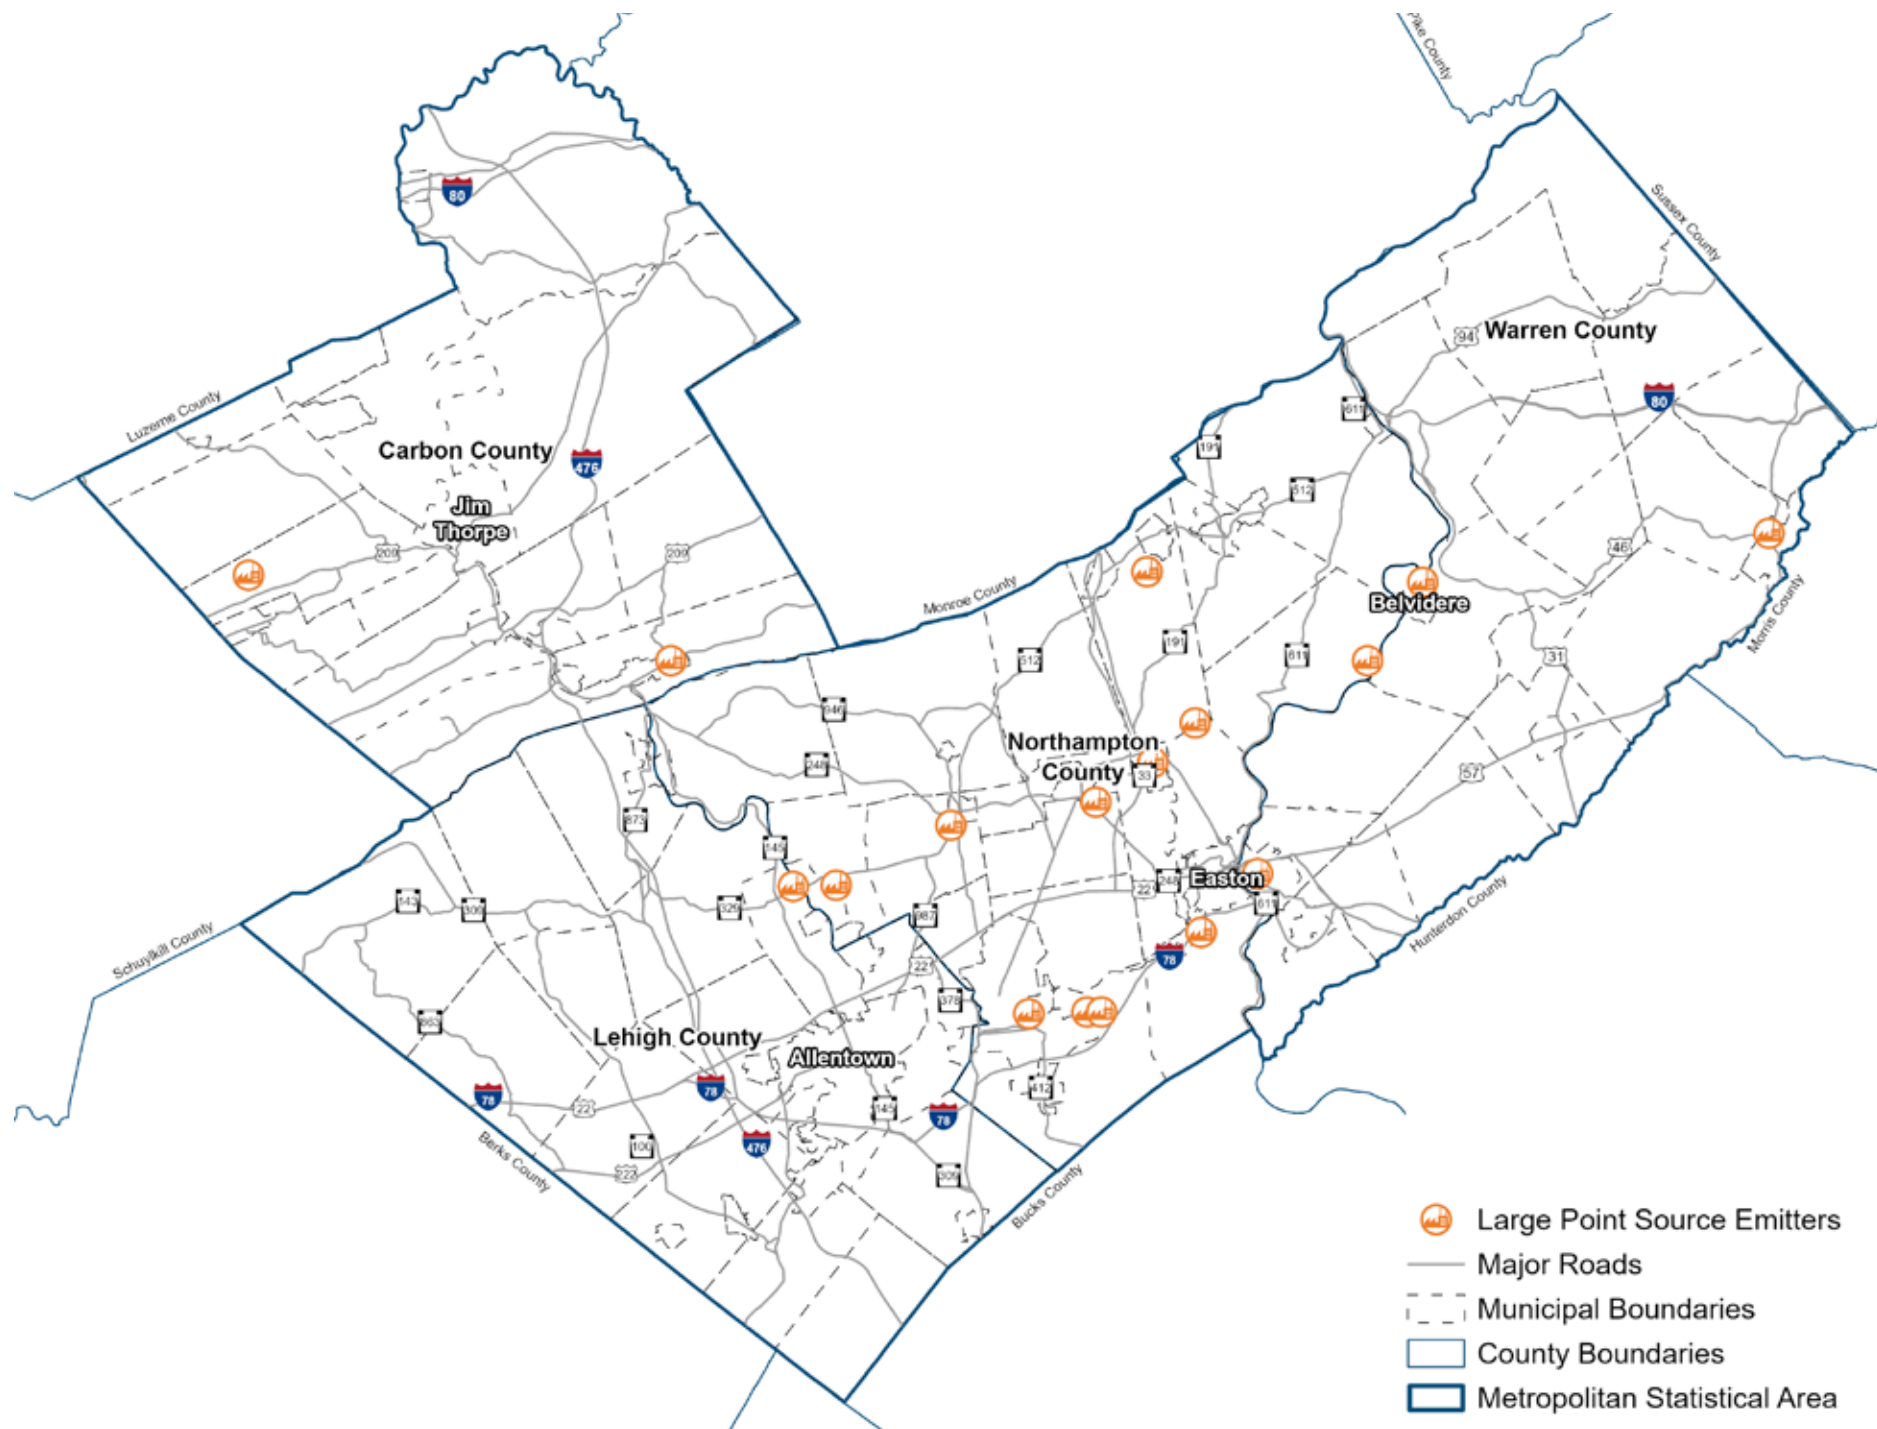 Pike County
80
Sussex County
94
Warren County
Luzerne County
80
611
191
Carbon County
476
512
Jim
Thorpe
209
209
46
Monroe County
Belvidere
Morris County
191
611
512
31
946
Northampton
County
248
33
57
873
145
Easton
248
22
143
309
329
987
611
Hunterdon County
Schuylkill County
22
78
378
863
Lehigh County
Allentown
78
78
412
22
145
78
476
100
222
309
Berks County
Bucks County
Large Point Source Emitters
Major Roads
Municipal Boundaries
County Boundaries
Metropolitan Statistical Area